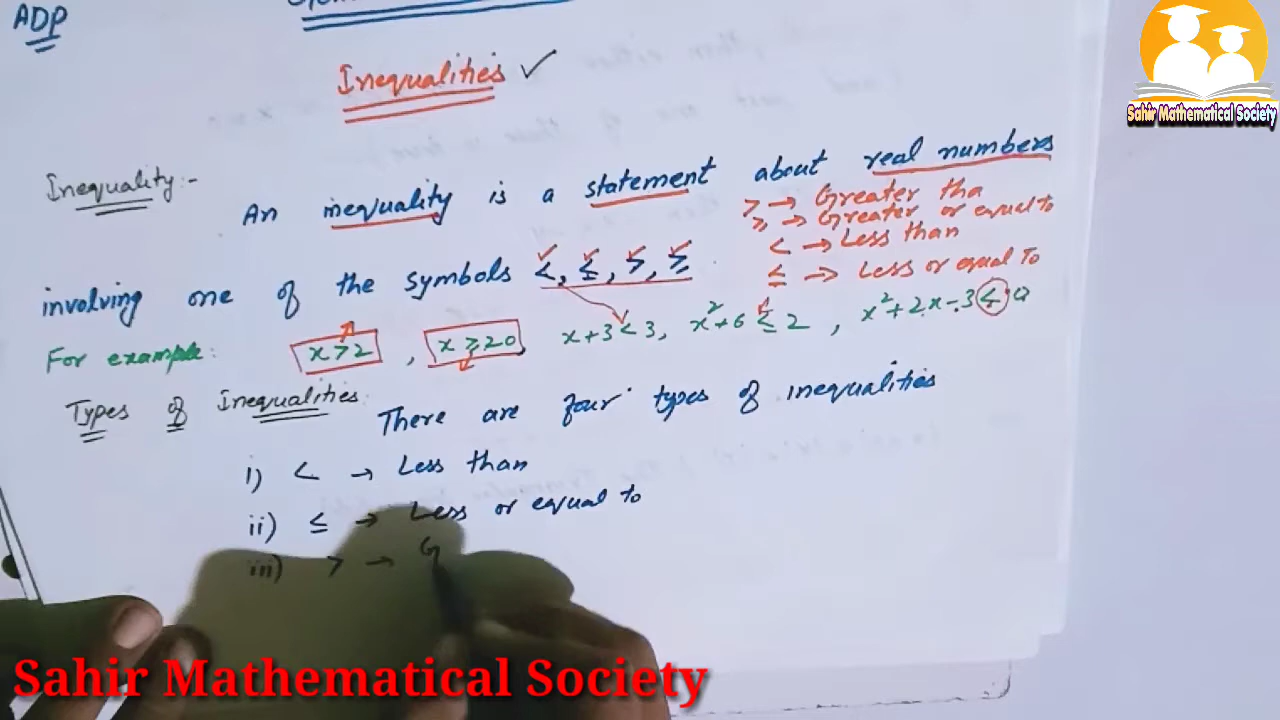 ADP
Inequalities ✓
Inequality:-
An inequality is a statement about real numbers
> → Greater tha
≥ → Greater or equal to
< → Less than
≤ → Less or equal to
involving one of the symbols <, ≤, >, ≥
For example: x > 2 , x ≥ 20, x + 3 < 3, x² + 6 ≤ 2 , x² + 2x - 3 < 0
Types of Inequalities:
There are four types of inequalities
i) < → Less than
ii) ≤ → Less or equal to
iii) > → G
Sahir Mathematical Society
Sahir Mathematical Society